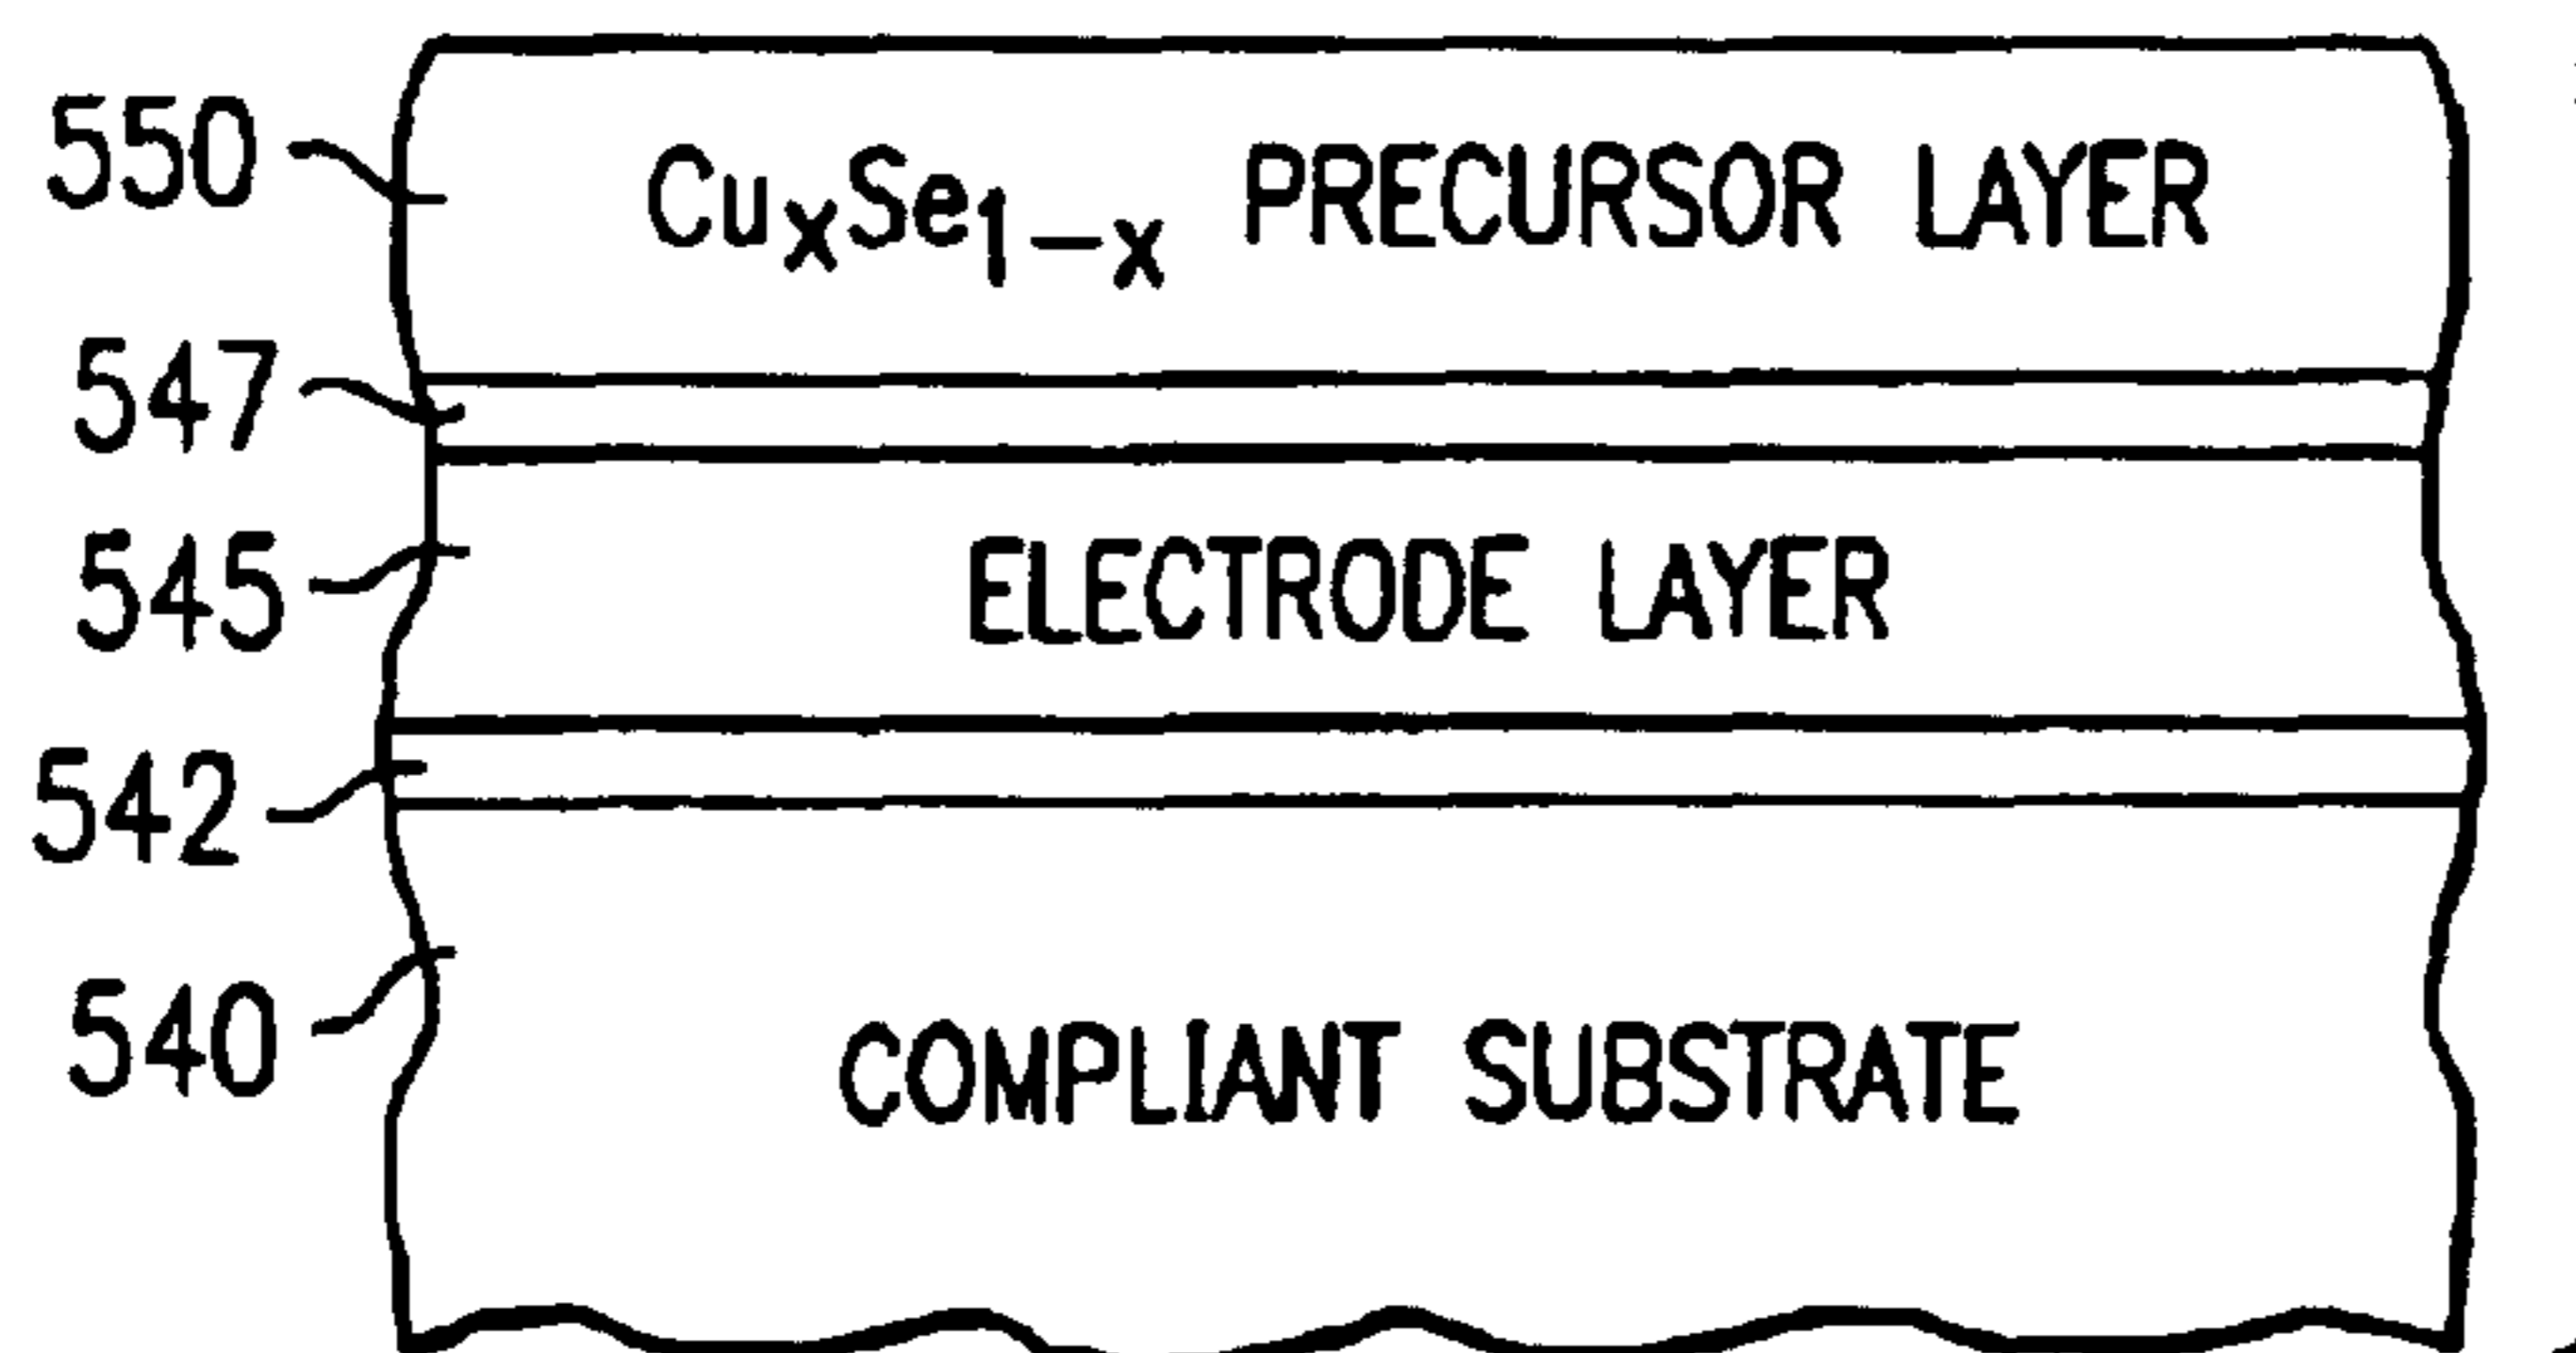 550
CuₓSe₁₋ₓ PRECURSOR LAYER
547
545
ELECTRODE LAYER
542
540
COMPLIANT SUBSTRATE